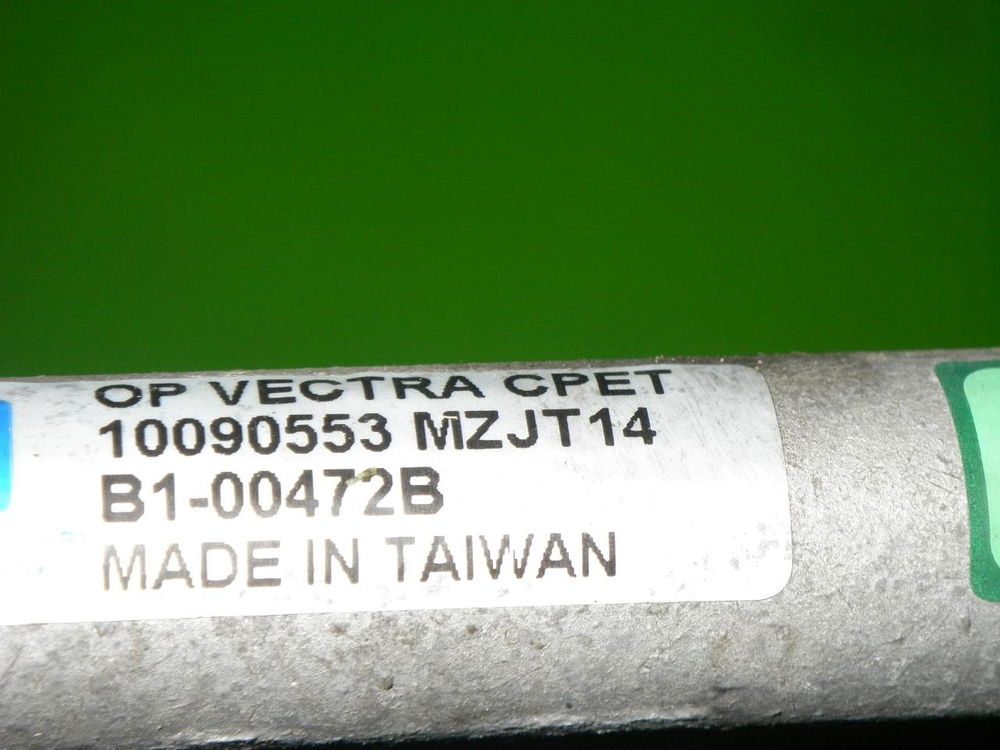 OP VECTRA CPET
10090553 MZJT14
B1-00472B
MADE IN TAIWAN